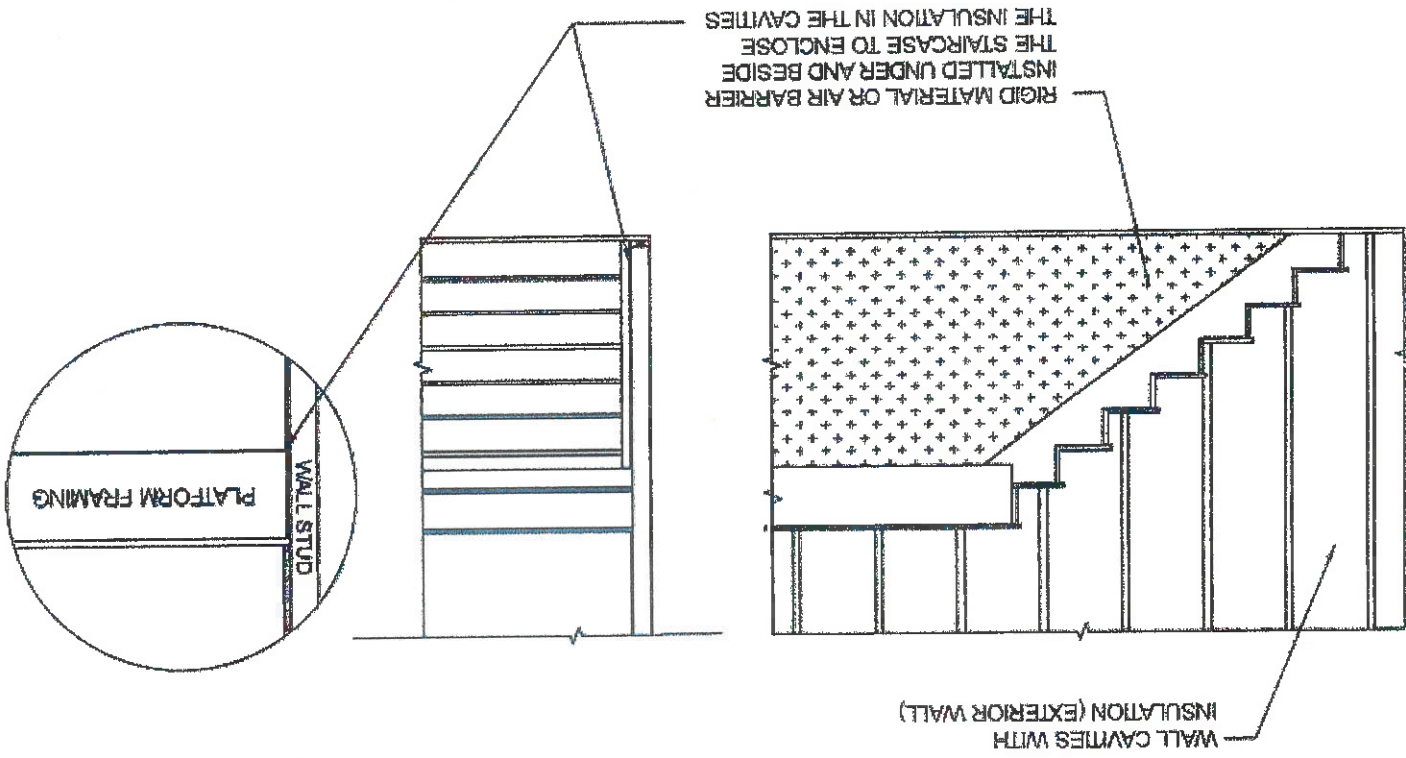 WALL CAVITIES WITH
INSULATION (EXTERIOR WALL)
WALL STUD
PLATFORM FRAMING
RIGID MATERIAL OR AIR BARRIER
INSTALLED UNDER AND BESIDE
THE STAIRCASE TO ENCLOSE
THE INSULATION IN THE CAVITIES